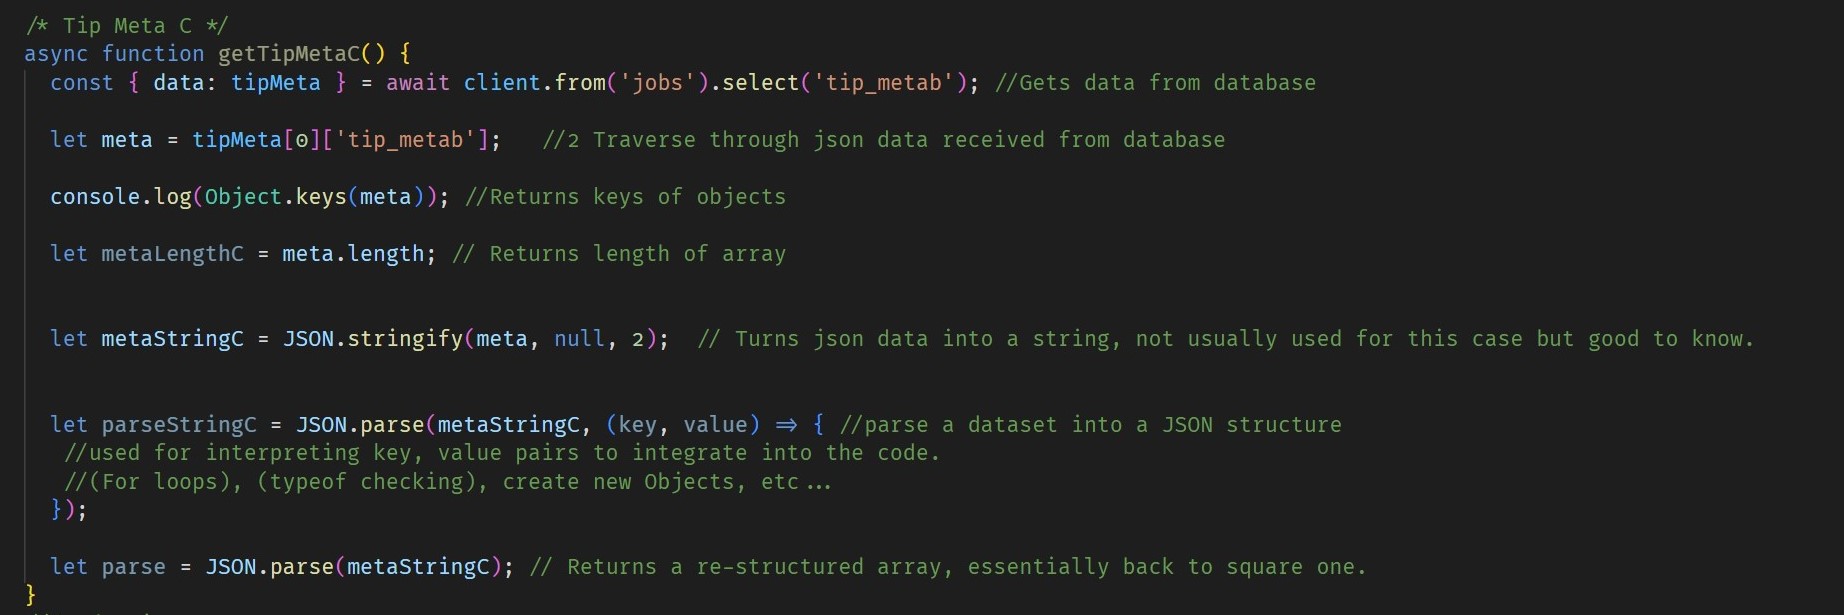 /* Tip Meta C */
async function getTipMetaC() {
const { data: tipMeta } = await client.from('jobs').select('tip_metab'); //Gets data from database
let meta = tipMeta[0]['tip_metab'];   //2 Traverse through json data received from database
console.log(Object.keys(meta)); //Returns keys of objects
let metaLengthC = meta.length; // Returns length of array
let metaStringC = JSON.stringify(meta, null, 2);  // Turns json data into a string, not usually used for this case but good to know.
let parseStringC = JSON.parse(metaStringC, (key, value) => { //parse a dataset into a JSON structure
//used for interpreting key, value pairs to integrate into the code.
//(For loops), (typeof checking), create new Objects, etc...
});
let parse = JSON.parse(metaStringC); // Returns a re-structured array, essentially back to square one.
}